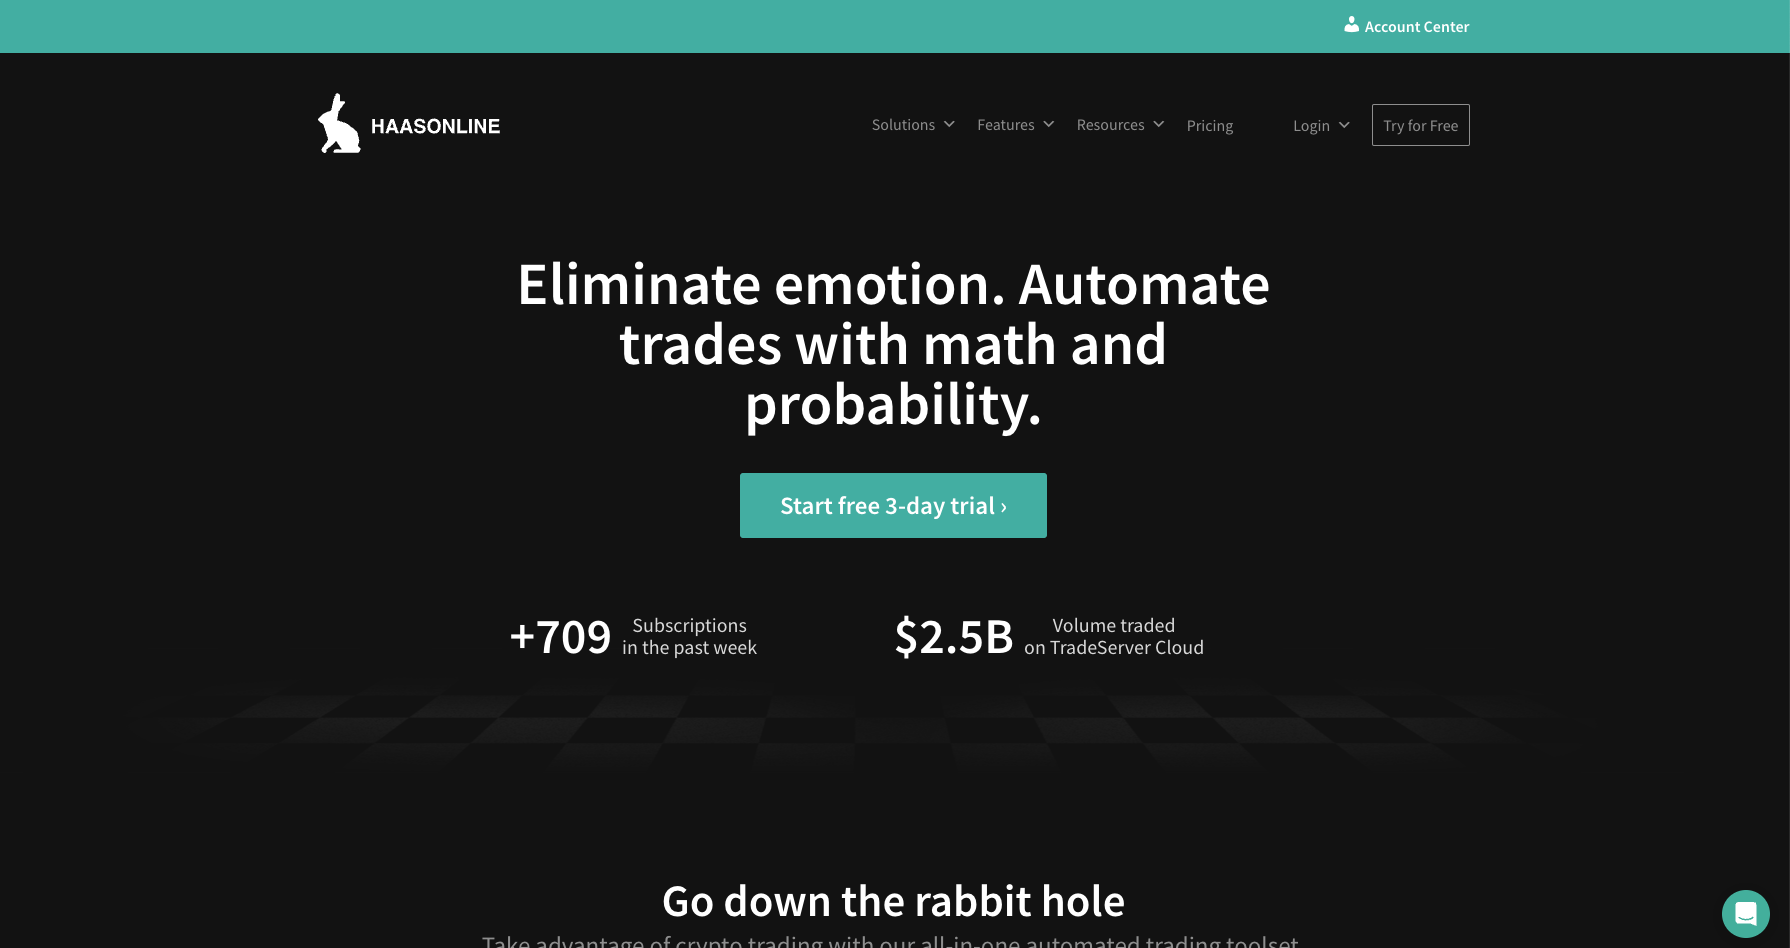 Account Center
HAASONLINE
Solutions
Features
Resources
Pricing
Login
Try for Free
Eliminate emotion. Automate
trades with math and
probability.
Start free 3-day trial ›
+709
Subscriptions
in the past week
$2.5B
Volume traded
on TradeServer Cloud
Go down the rabbit hole
Take advantage of crypto trading with our all-in-one automated trading toolset